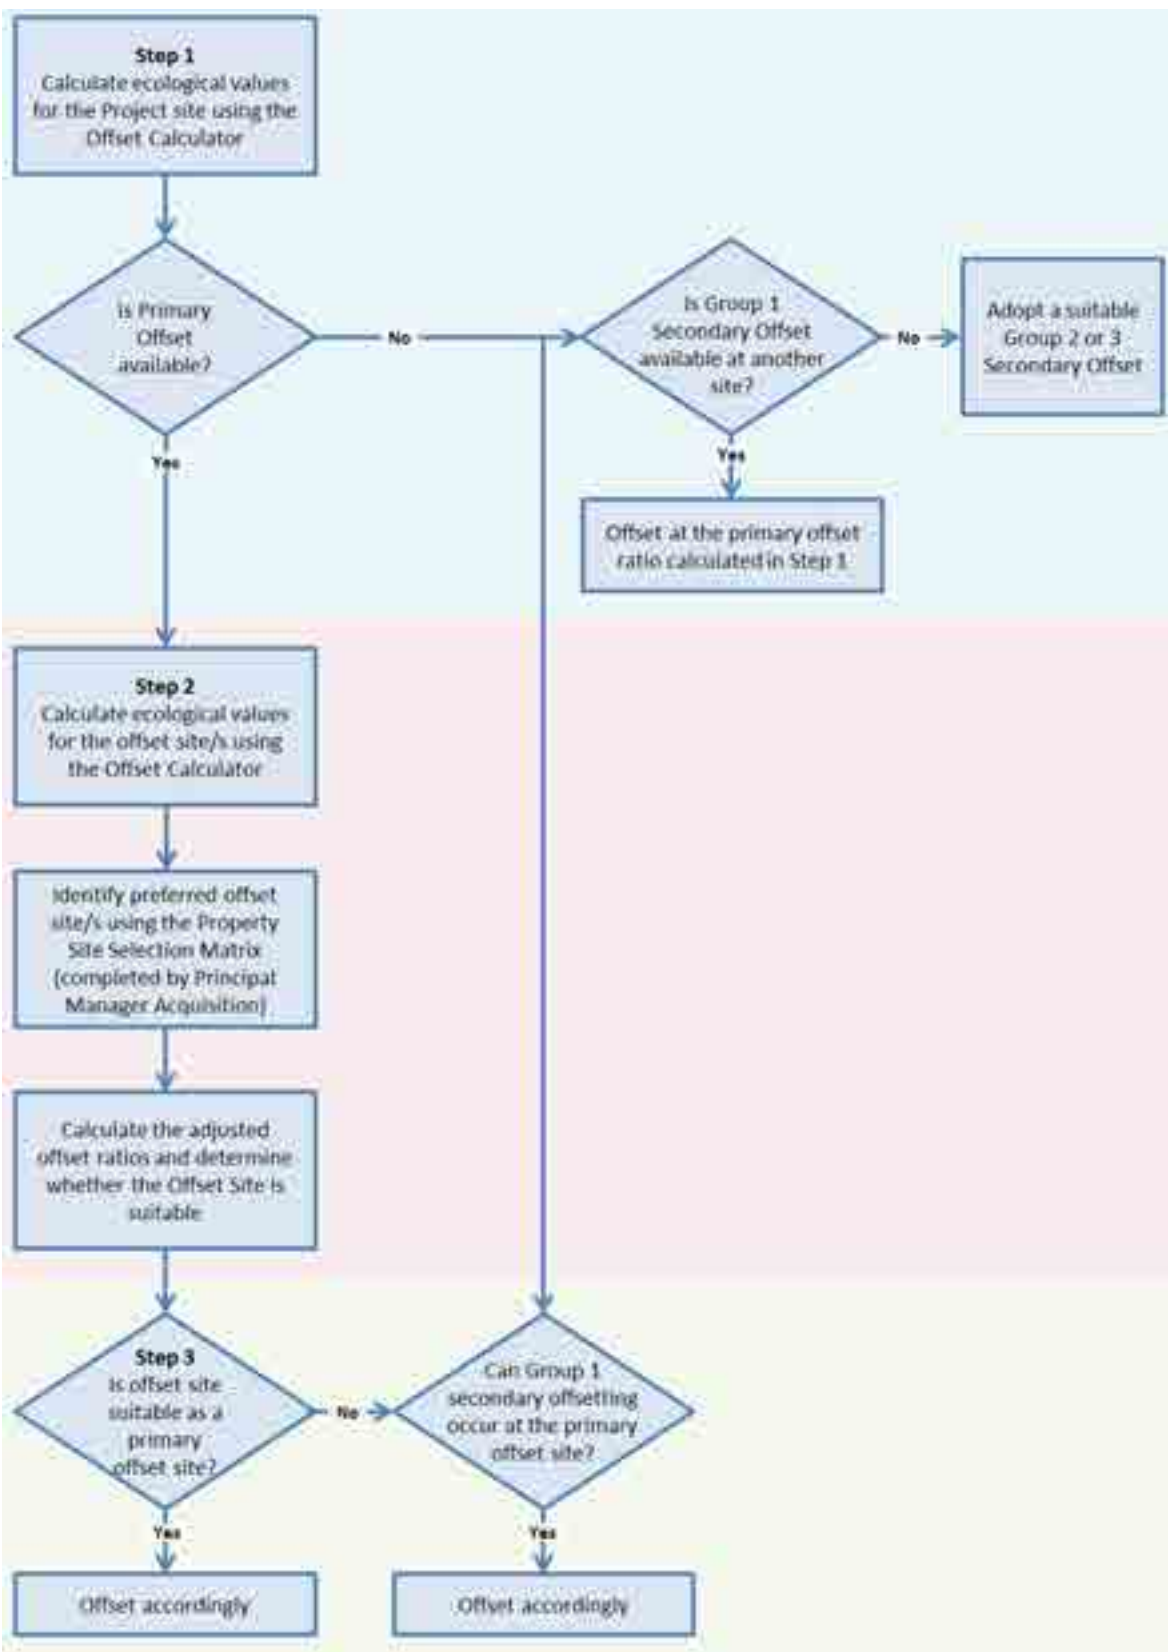 Step 1
Calculate ecological values
for the Project site using the
Offset Calculator
Is Primary
Offset
available?
No
Is Group 1
Secondary Offset
available at another
site?
No
Adopt a suitable
Group 2 or 3
Secondary Offset
Yes
Yes
Offset at the primary offset
ratio calculated in Step 1
Step 2
Calculate ecological values
for the offset site/s using
the Offset Calculator
Identify preferred offset
site/s using the Property
Site Selection Matrix
(completed by Principal
Manager Acquisition)
Calculate the adjusted
offset ratios and determine
whether the Offset Site is
suitable
Step 3
Is offset site
suitable as a
primary
offset site?
No
Can Group 1
secondary offsetting
occur at the primary
offset site?
Yes
Yes
Offset accordingly
Offset accordingly